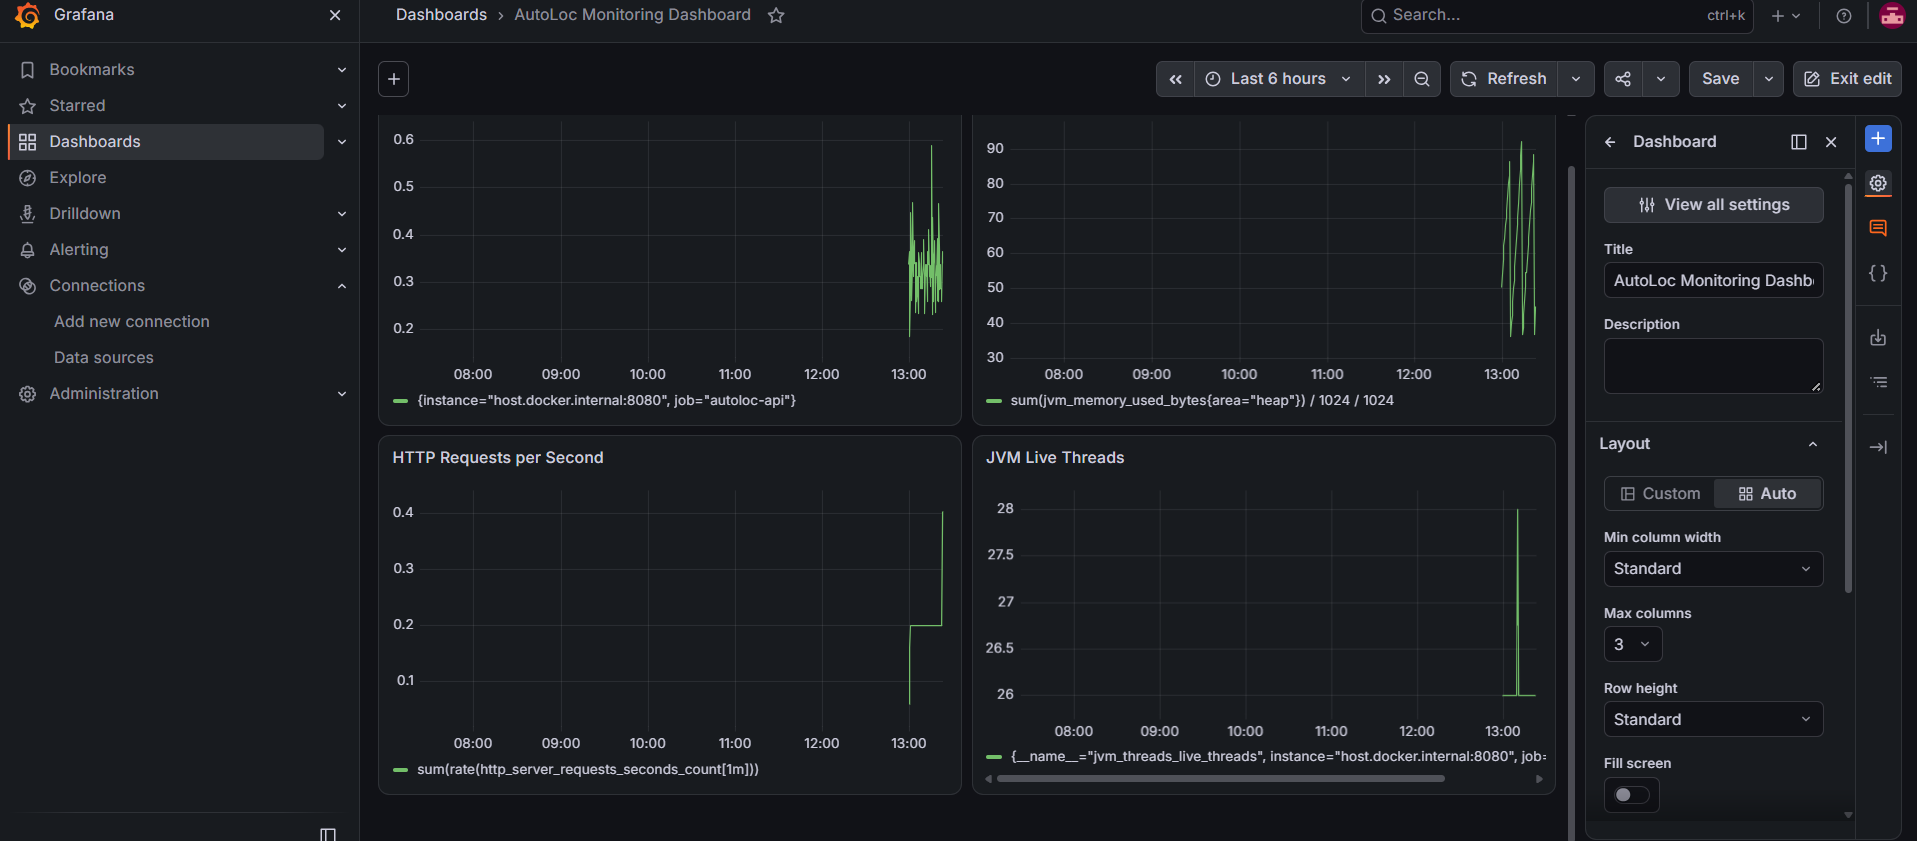 Grafana
Dashboards › AutoLoc Monitoring Dashboard
Search... ctrl+k
Bookmarks
Starred
Dashboards
Explore
Drilldown
Alerting
Connections
Add new connection
Data sources
Administration
Last 6 hours
Refresh
Save
Exit edit
0.6
0.5
0.4
0.3
0.2
08:00 09:00 10:00 11:00 12:00 13:00
{instance="host.docker.internal:8080", job="autoloc-api"}
90
80
70
60
50
40
30
08:00 09:00 10:00 11:00 12:00 13:00
sum(jvm_memory_used_bytes{area="heap"}) / 1024 / 1024
HTTP Requests per Second
0.4
0.3
0.2
0.1
08:00 09:00 10:00 11:00 12:00 13:00
sum(rate(http_server_requests_seconds_count[1m]))
JVM Live Threads
28
27.5
27
26.5
26
08:00 09:00 10:00 11:00 12:00 13:00
{__name__="jvm_threads_live_threads", instance="host.docker.internal:8080", job=
Dashboard
View all settings
Title
AutoLoc Monitoring Dashb
Description
Layout
Custom Auto
Min column width
Standard
Max columns
3
Row height
Standard
Fill screen